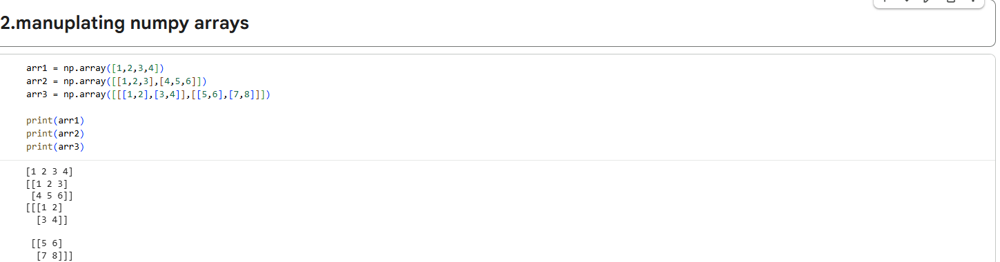 2.manuplating numpy arrays
arr1 = np.array([1,2,3,4])
arr2 = np.array([[1,2,3],[4,5,6]])
arr3 = np.array([[[1,2],[3,4]],[[5,6],[7,8]]])
print(arr1)
print(arr2)
print(arr3)
[1 2 3 4]
[[1 2 3]
 [4 5 6]]
[[[1 2]
  [3 4]]
 [[5 6]
  [7 8]]]